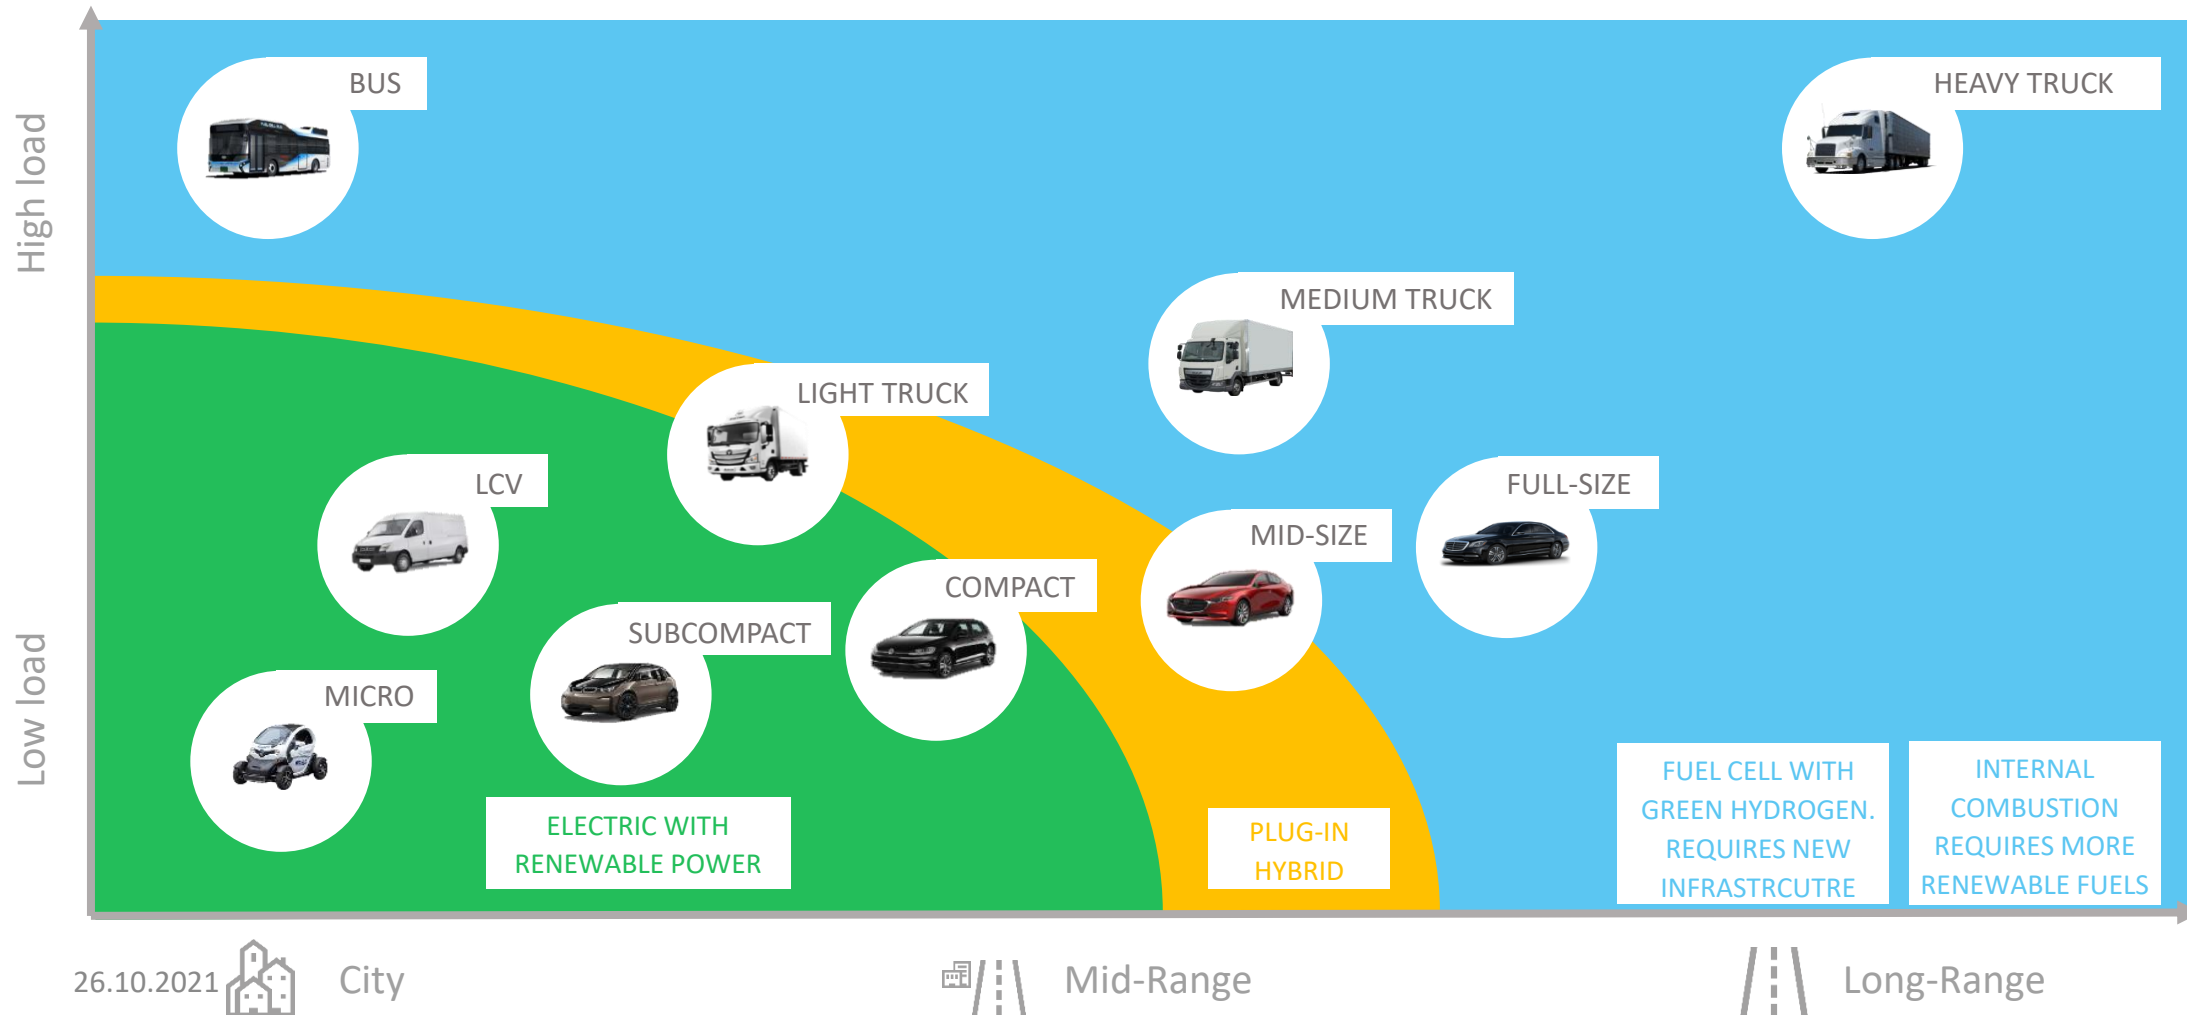 High load
Low load
BUS
HEAVY TRUCK
MEDIUM TRUCK
LIGHT TRUCK
LCV
FULL-SIZE
MID-SIZE
COMPACT
SUBCOMPACT
MICRO
ELECTRIC WITH
RENEWABLE POWER
PLUG-IN
HYBRID
FUEL CELL WITH
GREEN HYDROGEN.
REQUIRES NEW
INFRASTRCUTRE
INTERNAL
COMBUSTION
REQUIRES MORE
RENEWABLE FUELS
26.10.2021
City
Mid-Range
Long-Range